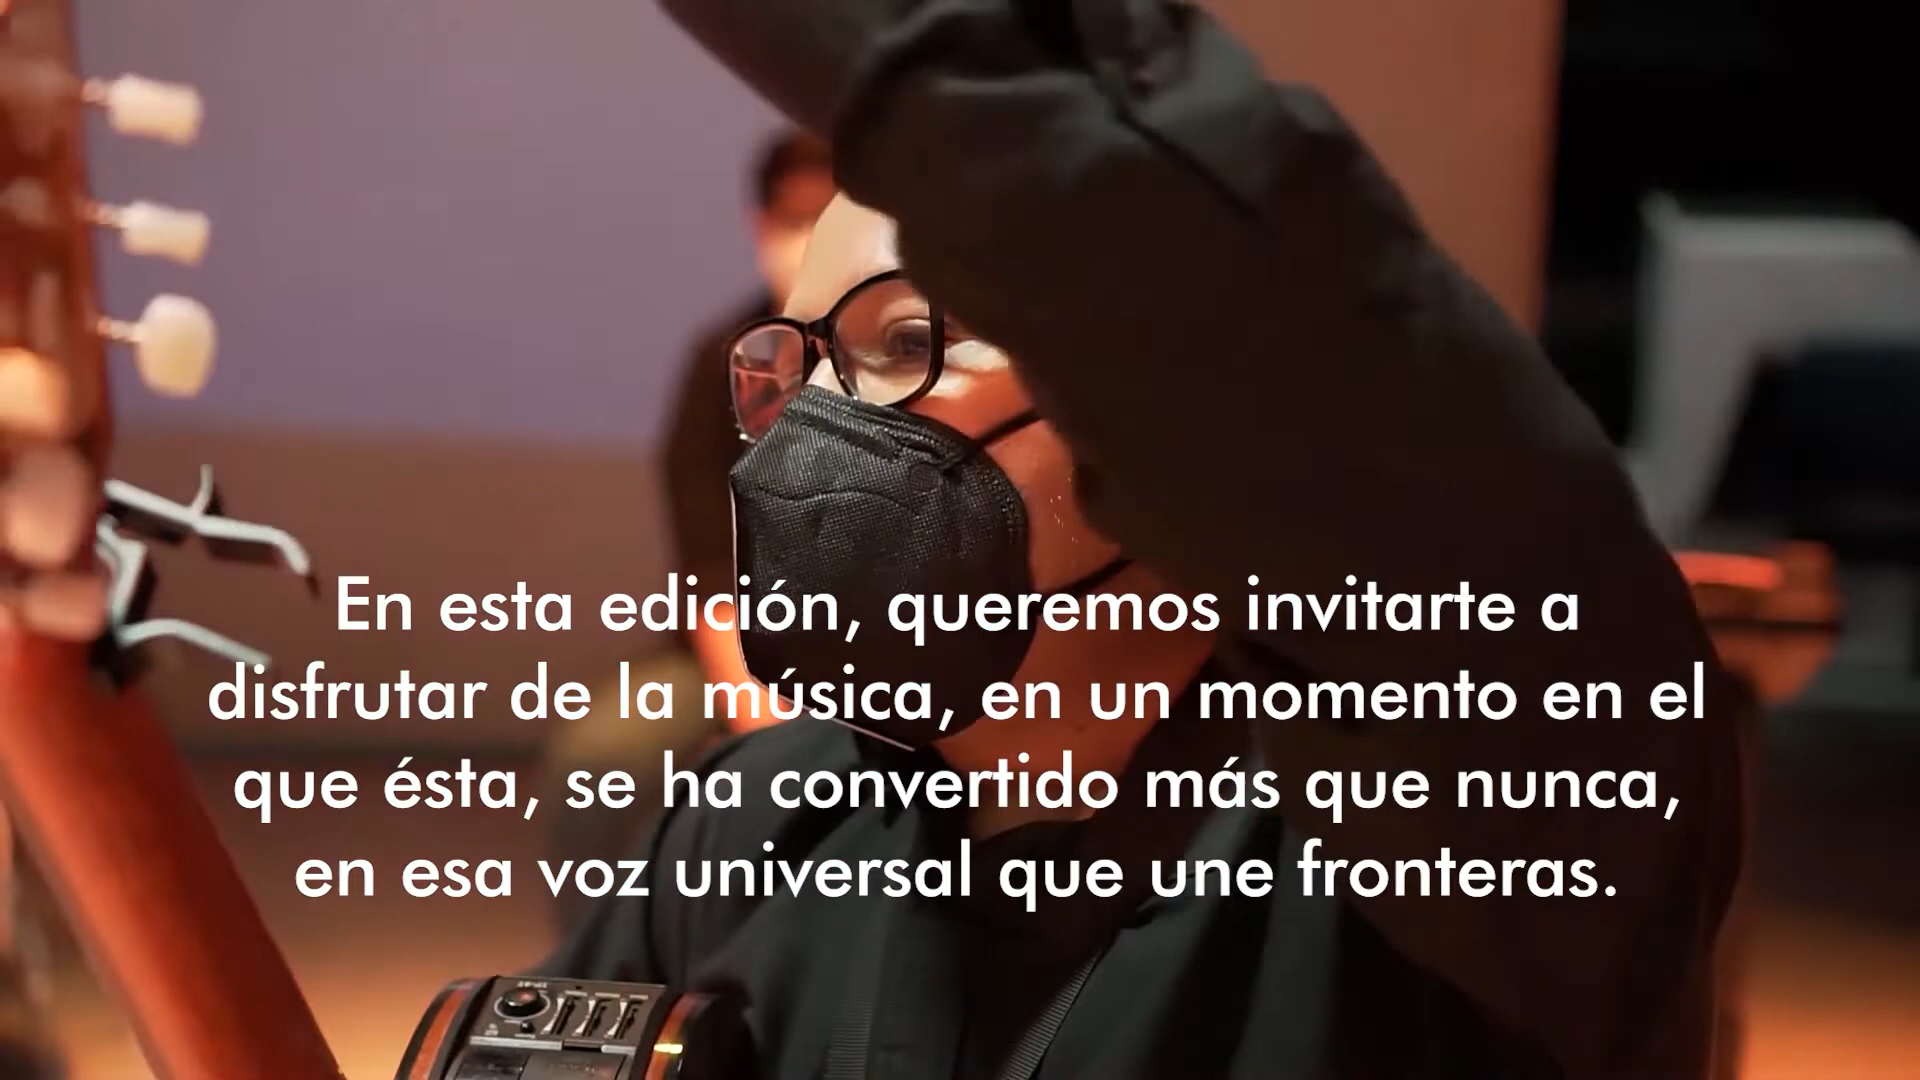 En esta edición, queremos invitarte a
disfrutar de la música, en un momento en el
que ésta, se ha convertido más que nunca,
en esa voz universal que une fronteras.